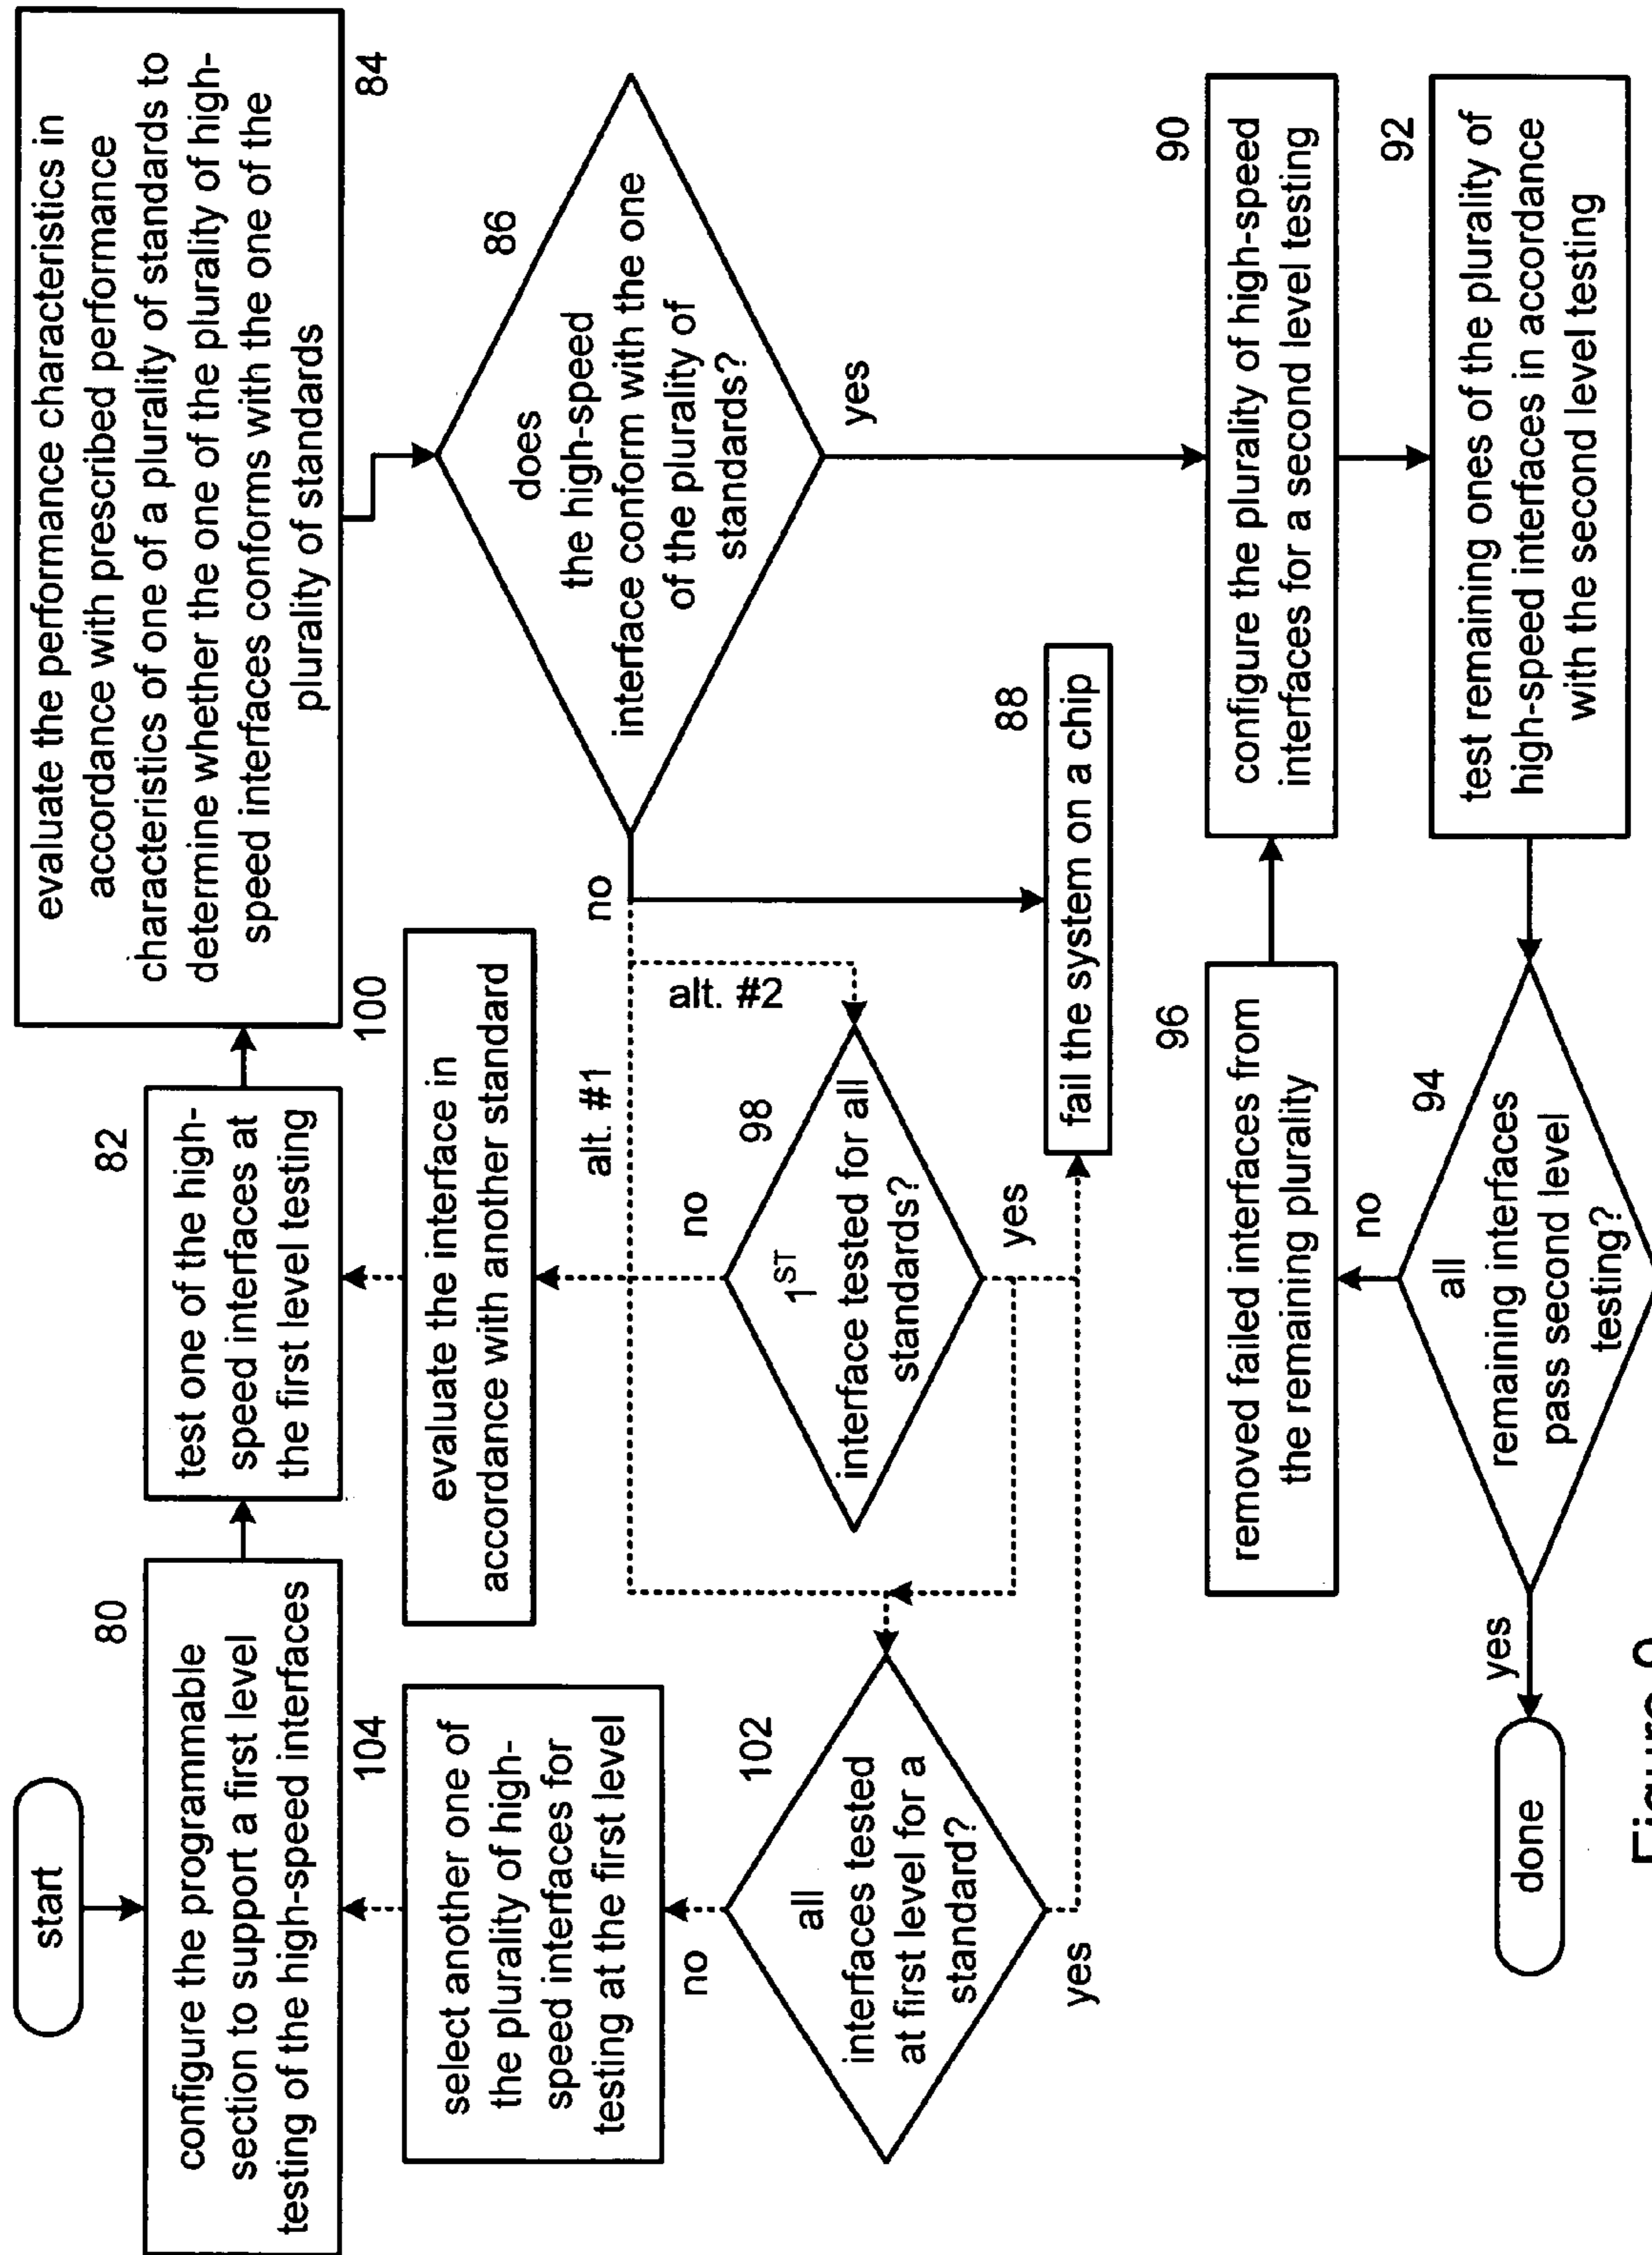 start
80
configure the programmable
section to support a first level
testing of the high-speed interfaces
82
test one of the high-
speed interfaces at
the first level testing
evaluate the performance characteristics in
accordance with prescribed performance
characteristics of one of a plurality of standards to
determine whether the one of the plurality of high-
speed interfaces conforms with the one of the
plurality of standards
84
104
select another one of
the plurality of high-
speed interfaces for
testing at the first level
no
100
evaluate the interface in
accordance with another standard
alt. #1
no
86
does
the high-speed
interface conform with the one
of the plurality of
standards?
yes
no
alt. #2
98
1ST
interface tested for all
standards?
yes
102
all
interfaces tested
at first level for a
standard?
yes
88
fail the system on a chip
90
configure the plurality of high-speed
interfaces for a second level testing
92
test remaining ones of the plurality of
high-speed interfaces in accordance
with the second level testing
96
removed failed interfaces from
the remaining plurality
no
94
all
remaining interfaces
pass second level
testing?
yes
done
Figure